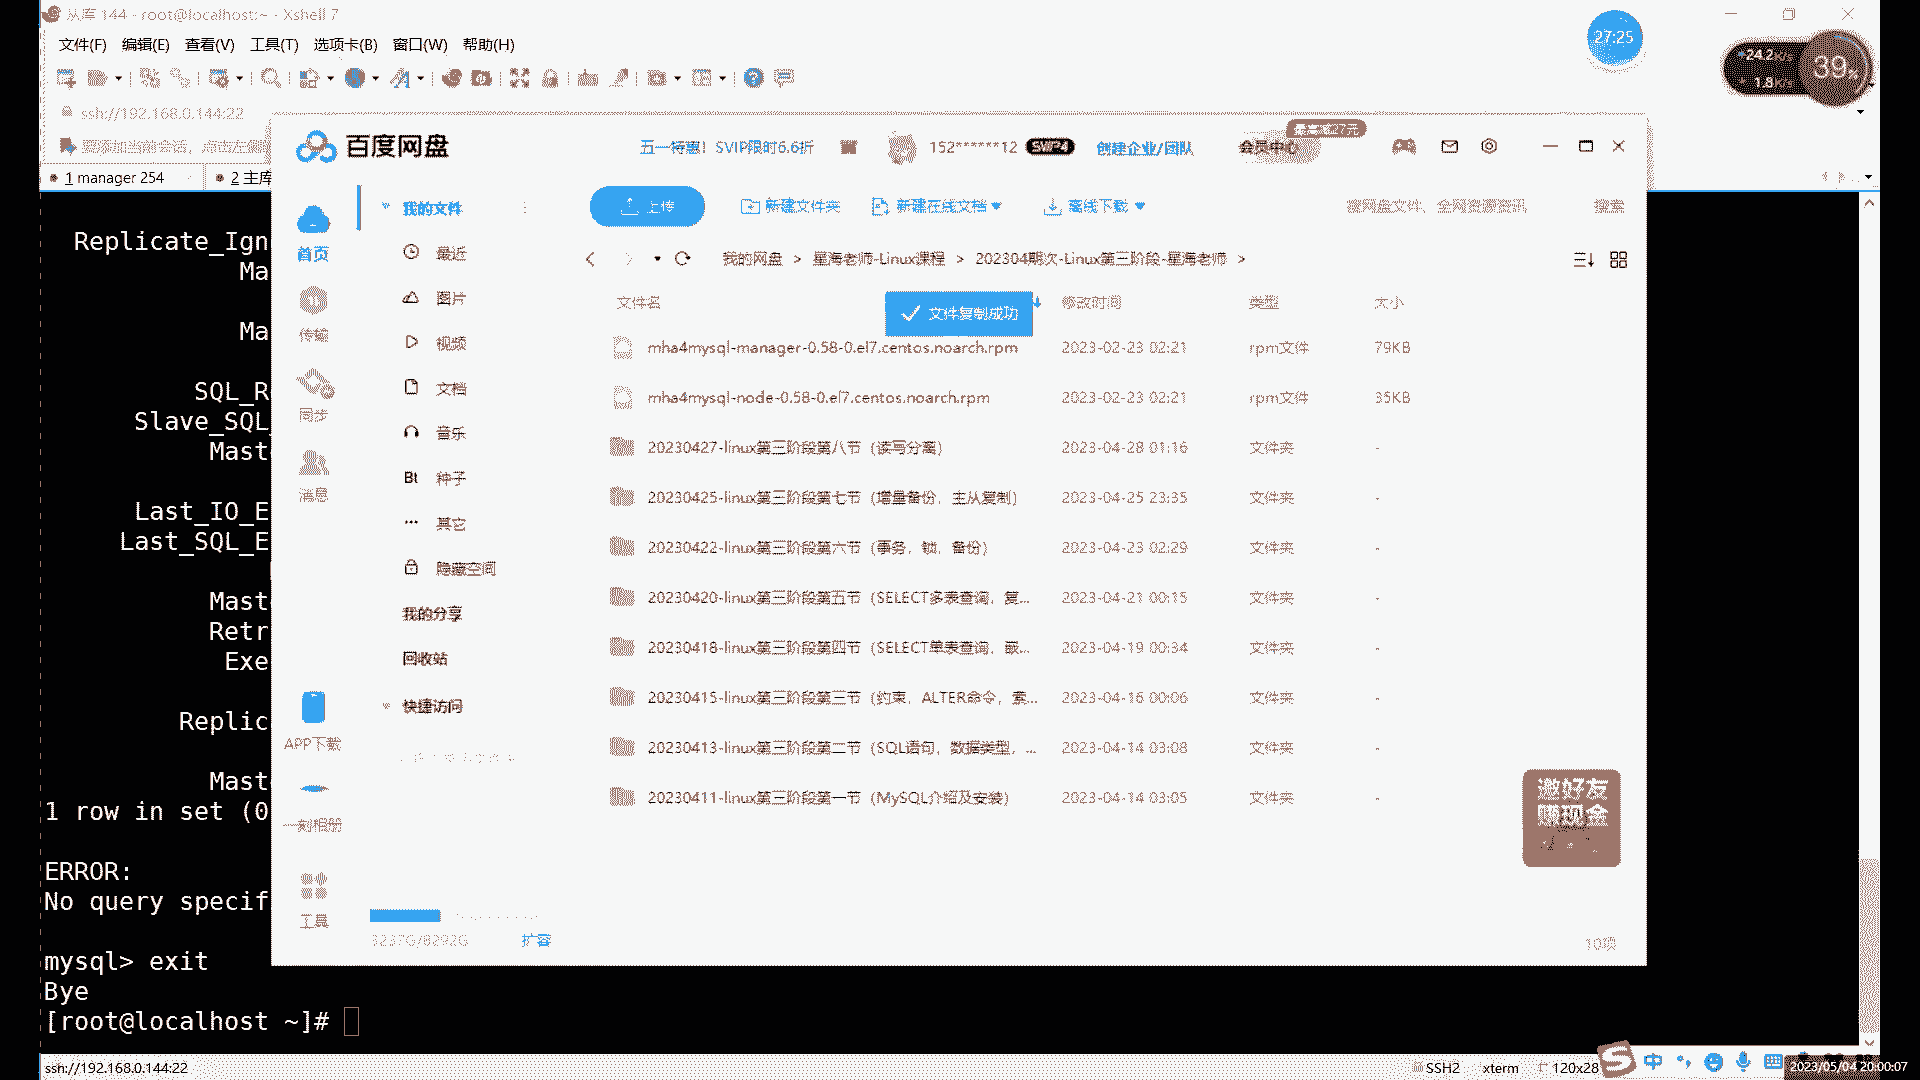 从库 144 - root@localhost:~ - Xshell 7
文件(F) 编辑(E) 查看(V) 工具(T) 选项卡(B) 窗口(W) 帮助(H)
27:25
24.2K/s
1.8K/s
39%
ssh://192.168.0.144:22
要添加当前会话，点击左侧
1 manager 254
2 主库
百度网盘
五一特惠！SVIP限时6.6折
152******12
SVIP4
创建企业/团队
会员中心
最高减27元
首页
传输
同步
消息
APP下载
一刻相册
工具
我的文件
最近
图片
视频
文档
音乐
Bt 种子
其它
隐藏空间
我的分享
回收站
快捷访问
3237G/8292G
扩容
上传
新建文件夹
新建在线文档
离线下载
搜网盘文件、全网资源资讯
搜索
我的网盘 > 星海老师-Linux课程 > 202304期次-Linux第三阶段-星海老师 >
文件名 修改时间 类型 大小
文件复制成功
mha4mysql-manager-0.58-0.el7.centos.noarch.rpm 2023-02-23 02:21 rpm文件 79KB
mha4mysql-node-0.58-0.el7.centos.noarch.rpm 2023-02-23 02:21 rpm文件 35KB
20230427-linux第三阶段第八节（读写分离） 2023-04-28 01:16 文件夹 -
20230425-linux第三阶段第七节（增量备份，主从复制） 2023-04-25 23:35 文件夹 -
20230422-linux第三阶段第六节（事务，锁，备份） 2023-04-23 02:29 文件夹 -
20230420-linux第三阶段第五节（SELECT多表查询，复... 2023-04-21 00:15 文件夹 -
20230418-linux第三阶段第四节（SELECT单表查询，嵌... 2023-04-19 00:34 文件夹 -
20230415-linux第三阶段第三节（约束，ALTER命令，索... 2023-04-16 00:06 文件夹 -
20230413-linux第三阶段第二节（SQL语句，数据类型，... 2023-04-14 03:08 文件夹 -
20230411-linux第三阶段第一节（MySQL介绍及安装） 2023-04-14 03:05 文件夹 -
邀好友
赚现金
10项
Replicate_Ign
Ma
Ma
SQL_R
Slave_SQL_
Mast
Last_IO_E
Last_SQL_E
Mast
Retr
Exe
Replic
Mast
1 row in set (0
ERROR:
No query specif
mysql> exit
Bye
[root@localhost ~]#
ssh://192.168.0.144:22
SSH2
xterm
120x28
中
2023/05/04 20:00:07